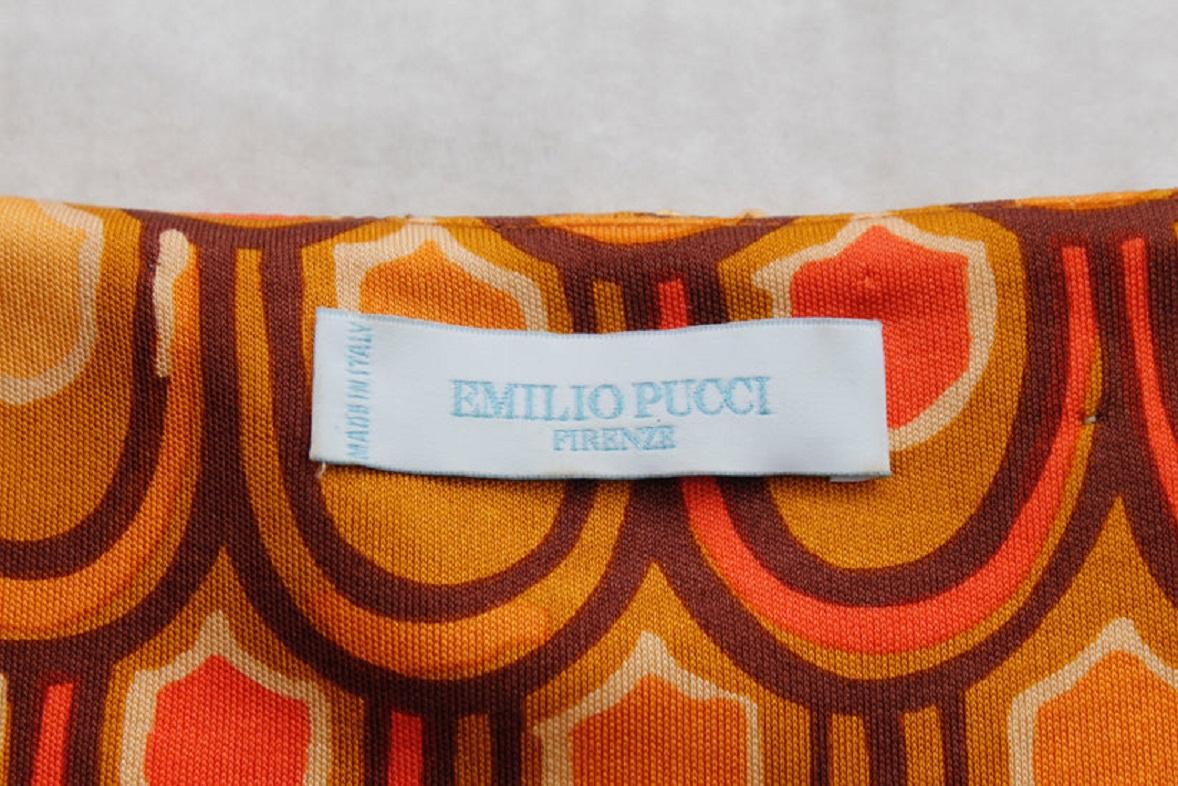 MADE IN ITALY
EMILIO PUCCI
FIRENZE